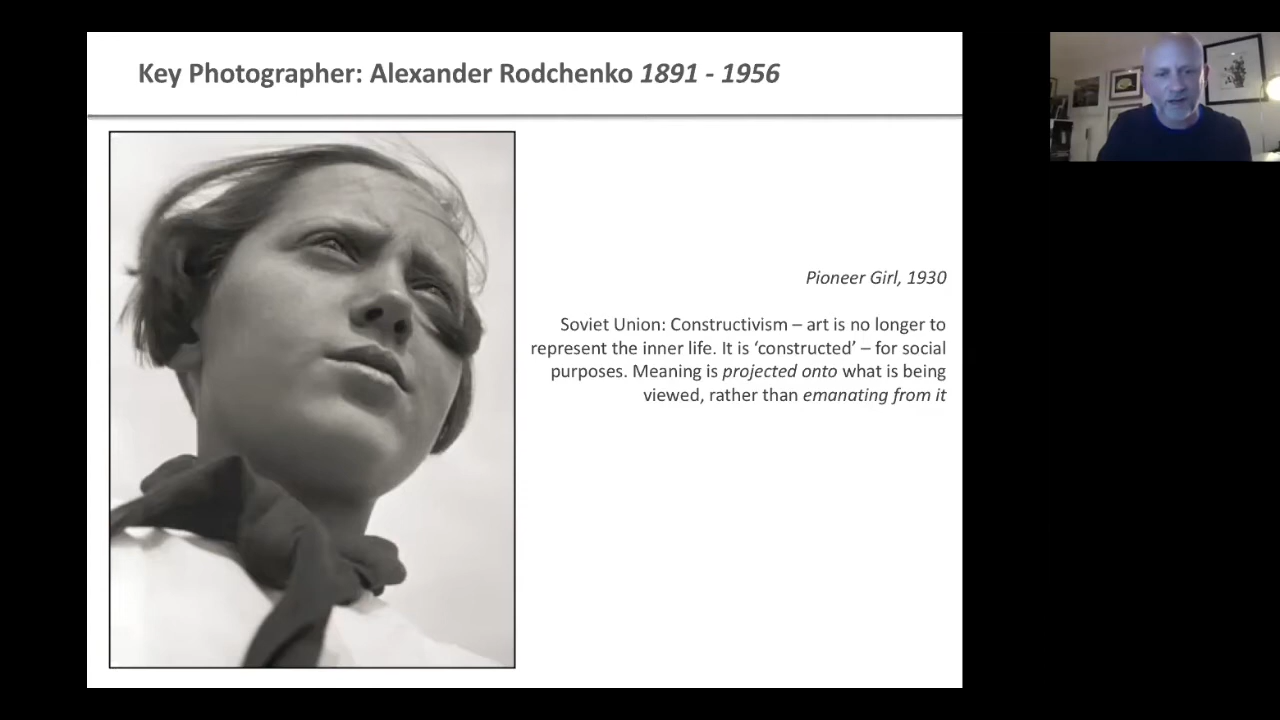 Key Photographer: Alexander Rodchenko 1891 - 1956
Pioneer Girl, 1930
Soviet Union: Constructivism – art is no longer to
represent the inner life. It is ‘constructed’ – for social
purposes. Meaning is projected onto what is being
viewed, rather than emanating from it